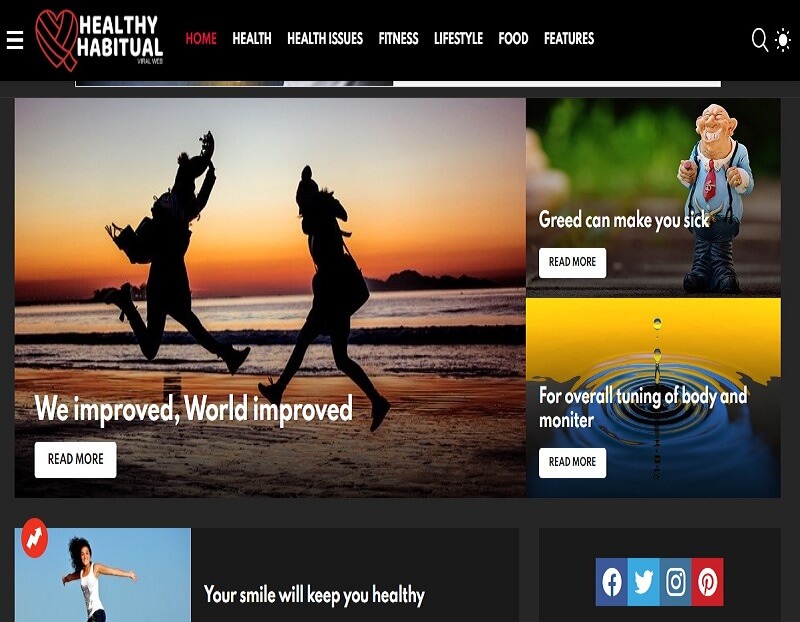 HEALTHY
HABITUAL
VIRAL WEB
HOME HEALTH HEALTH ISSUES FITNESS LIFESTYLE FOOD FEATURES
We improved, World improved
READ MORE
Greed can make you sick
READ MORE
For overall tuning of body and
moniter
READ MORE
Your smile will keep you healthy